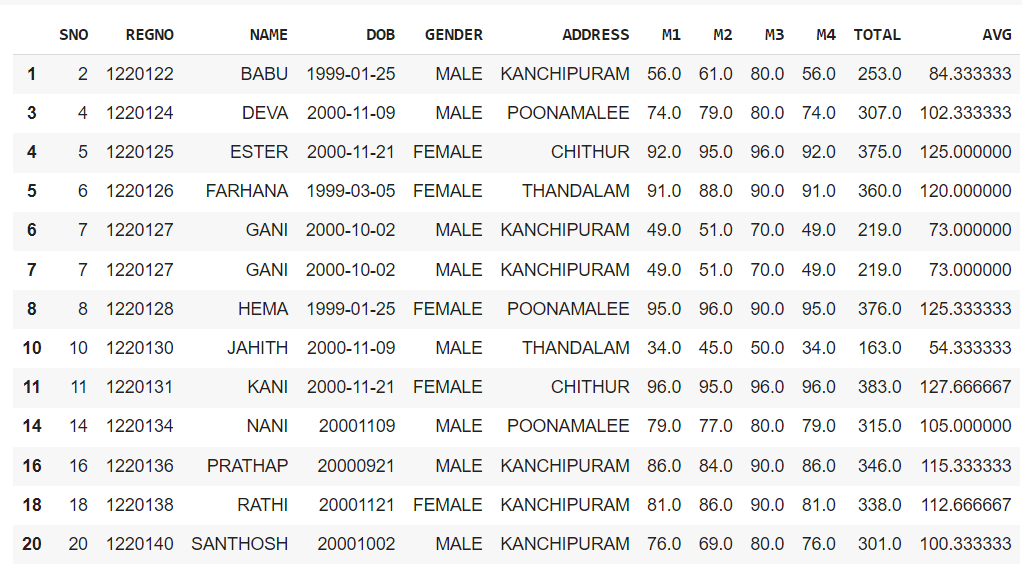 SNO REGNO NAME DOB GENDER ADDRESS M1 M2 M3 M4 TOTAL AVG
1 2 1220122 BABU 1999-01-25 MALE KANCHIPURAM 56.0 61.0 80.0 56.0 253.0 84.333333
3 4 1220124 DEVA 2000-11-09 MALE POONAMALEE 74.0 79.0 80.0 74.0 307.0 102.333333
4 5 1220125 ESTER 2000-11-21 FEMALE CHITHUR 92.0 95.0 96.0 92.0 375.0 125.000000
5 6 1220126 FARHANA 1999-03-05 FEMALE THANDALAM 91.0 88.0 90.0 91.0 360.0 120.000000
6 7 1220127 GANI 2000-10-02 MALE KANCHIPURAM 49.0 51.0 70.0 49.0 219.0 73.000000
7 7 1220127 GANI 2000-10-02 MALE KANCHIPURAM 49.0 51.0 70.0 49.0 219.0 73.000000
8 8 1220128 HEMA 1999-01-25 FEMALE POONAMALEE 95.0 96.0 90.0 95.0 376.0 125.333333
10 10 1220130 JAHITH 2000-11-09 MALE THANDALAM 34.0 45.0 50.0 34.0 163.0 54.333333
11 11 1220131 KANI 2000-11-21 FEMALE CHITHUR 96.0 95.0 96.0 96.0 383.0 127.666667
14 14 1220134 NANI 20001109 MALE POONAMALEE 79.0 77.0 80.0 79.0 315.0 105.000000
16 16 1220136 PRATHAP 20000921 MALE KANCHIPURAM 86.0 84.0 90.0 86.0 346.0 115.333333
18 18 1220138 RATHI 20001121 FEMALE KANCHIPURAM 81.0 86.0 90.0 81.0 338.0 112.666667
20 20 1220140 SANTHOSH 20001002 MALE KANCHIPURAM 76.0 69.0 80.0 76.0 301.0 100.333333